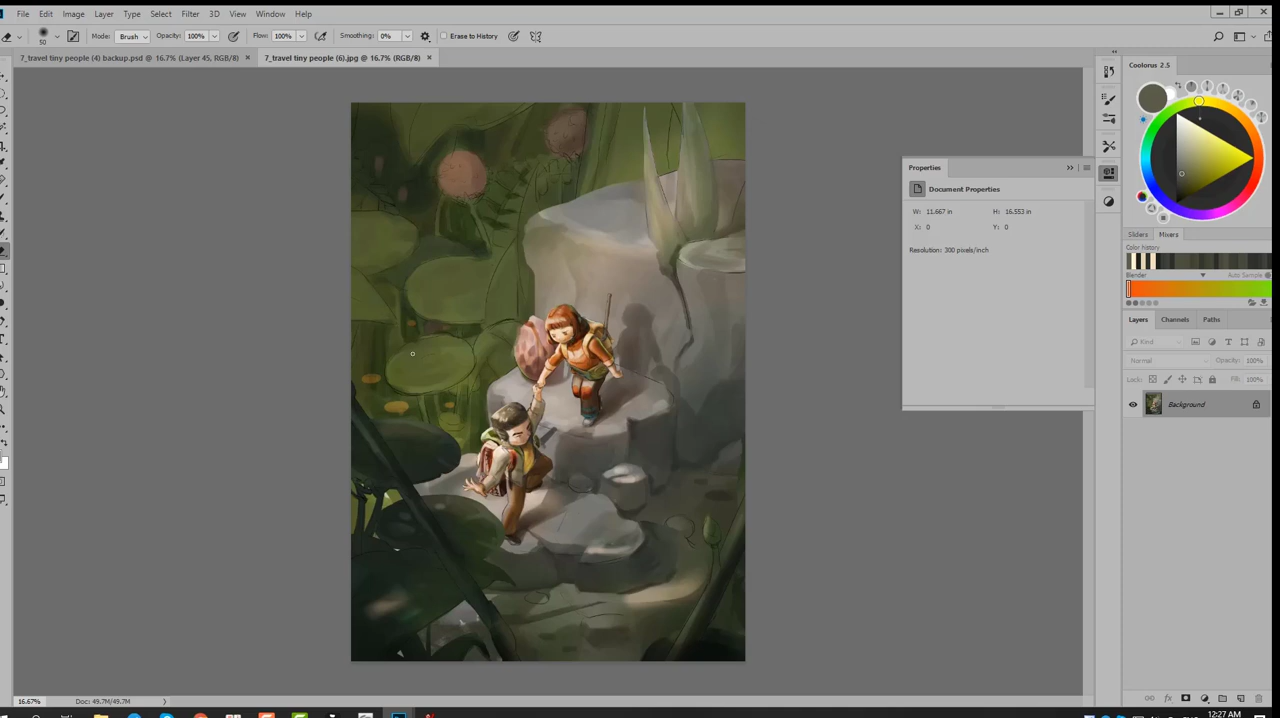 File Edit Image Layer Type Select Filter 3D View Window Help
50 Mode: Brush Opacity: 100% Flow: 100% Smoothing: 0% Erase to History
7_travel tiny people (4) backup.psd @ 16.7% (Layer 45, RGB/8) × 7_travel tiny people (6).jpg @ 16.7% (RGB/8) ×
Coolorus 2.5
Properties
Document Properties
W: 11.667 in H: 16.553 in
X: 0 Y: 0
Resolution: 300 pixels/inch
Sliders Mixers
Color history
Blender Auto Sample
Layers Channels Paths
Kind
Normal Opacity: 100%
Lock: Fill: 100%
Background
16.67% Doc: 49.7M/49.7M
12:27 AM